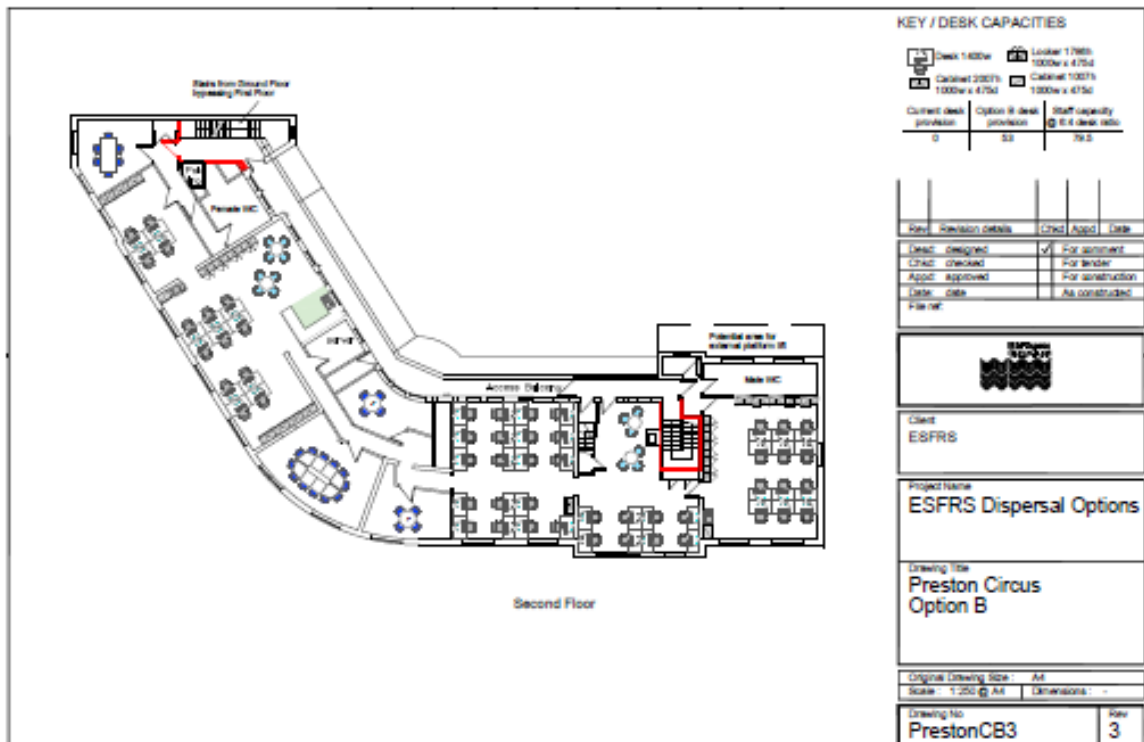 KEY / DESK CAPACITIES
Desk 1400w
Locker 1786h
1000w x 475d
Cabinet 2007h
1000w x 475d
Cabinet 1007h
1000w x 475d
Current desk provision
Option B desk provision
Staff capacity @ 6:4 desk ratio
0
53
79.5
Stairs from Ground Floor
bypassing First Floor
Female WC
Access Balcony
Potential area for
Male WC
Second Floor
Rev
Revision details
Chkd
Appd
Date
Desd: designed
✓ For comment
Chkd: checked
For tender
Appd: approved
For construction
Date: date
As constructed
File ref:
Client
ESFRS
Project Name
ESFRS Dispersal Options
Drawing Title
Preston Circus
Option B
Original Drawing Size : A4
Scale : 1:250 @ A4
Dimensions : -
Drawing No
PrestonCB3
Rev
3